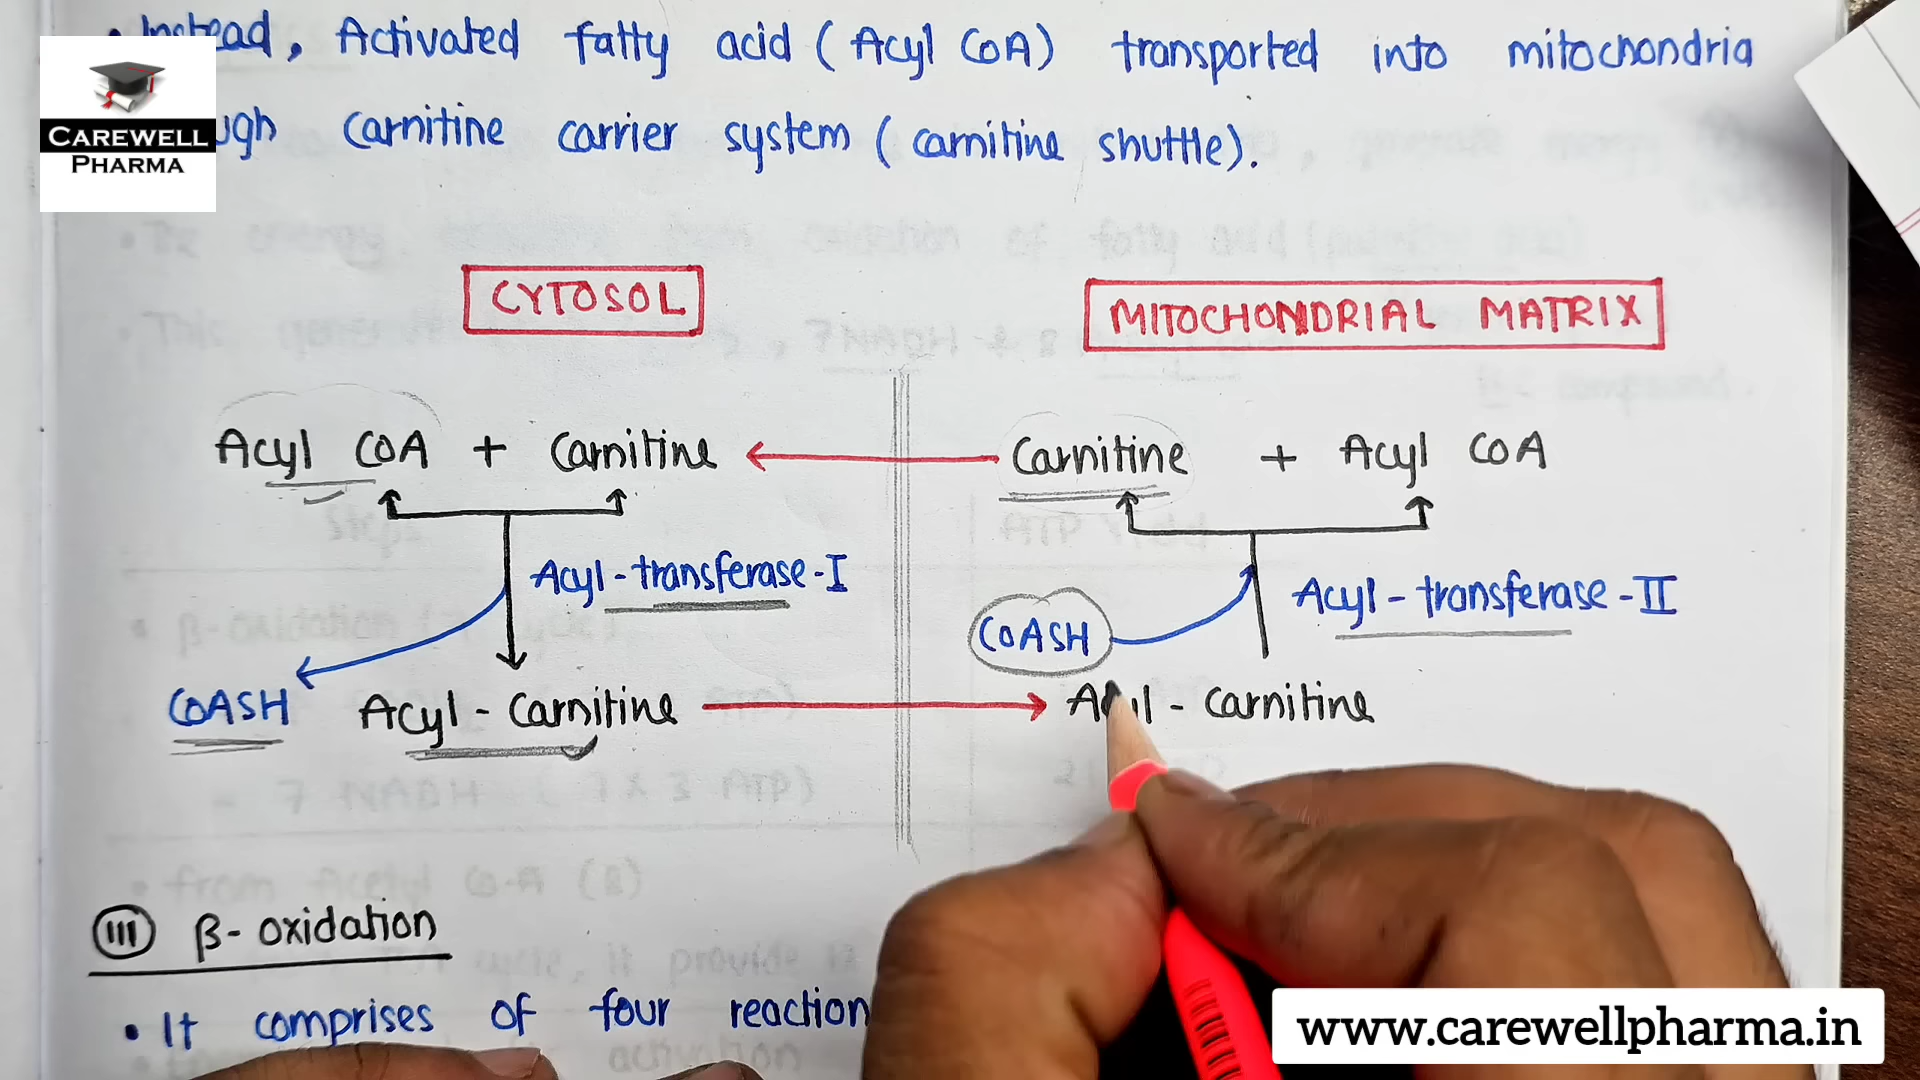 • Instead, Activated fatty acid (Acyl CoA) transported into mitochondria
ugh carnitine carrier system (carnitine shuttle).
CAREWELL
PHARMA
CYTOSOL
MITOCHONDRIAL MATRIX
Acyl CoA + Carnitine
Carnitine + Acyl CoA
Acyl-transferase-I
CoASH
Acyl-transferase-II
CoASH
Acyl - Carnitine
Acyl - Carnitine
III β-oxidation
• It comprises of four reaction
www.carewellpharma.in